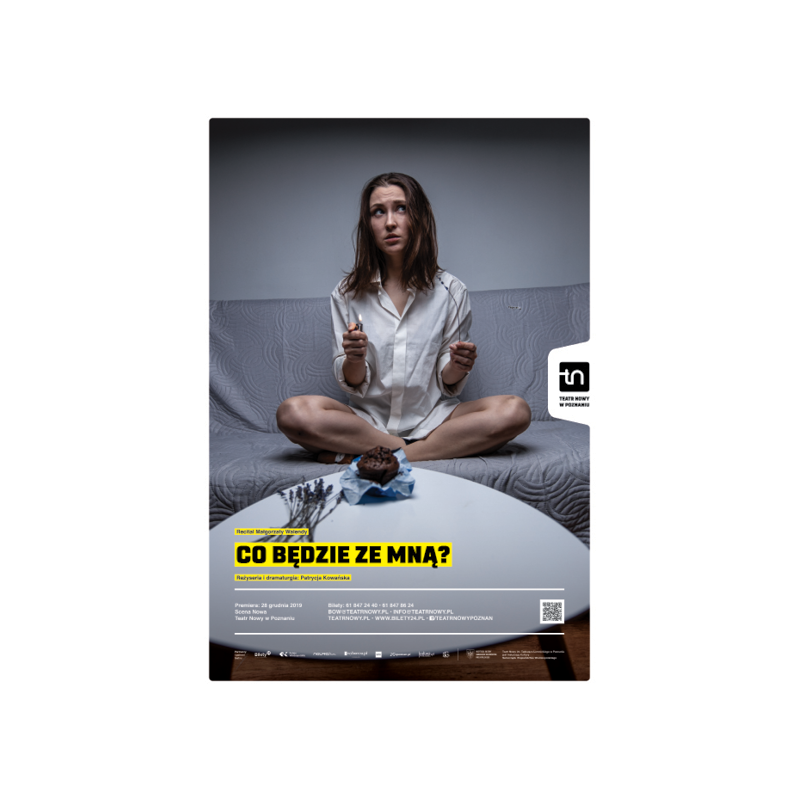 tn
TEATR NOWY
W POZNANIU
Recital Małgorzaty Walendy
CO BĘDZIE ZE MNĄ?
Reżyseria i dramaturgia: Patrycja Kowańska
Premiera: 28 grudnia 2019
Scena Nowa
Teatr Nowy w Poznaniu
Bilety: 61 847 24 40 • 61 847 86 24
BOW@TEATRNOWY.PL • INFO@TEATRNOWY.PL
TEATRNOWY.PL • WWW.BILETY24.PL • TEATRNOWYPOZNAN